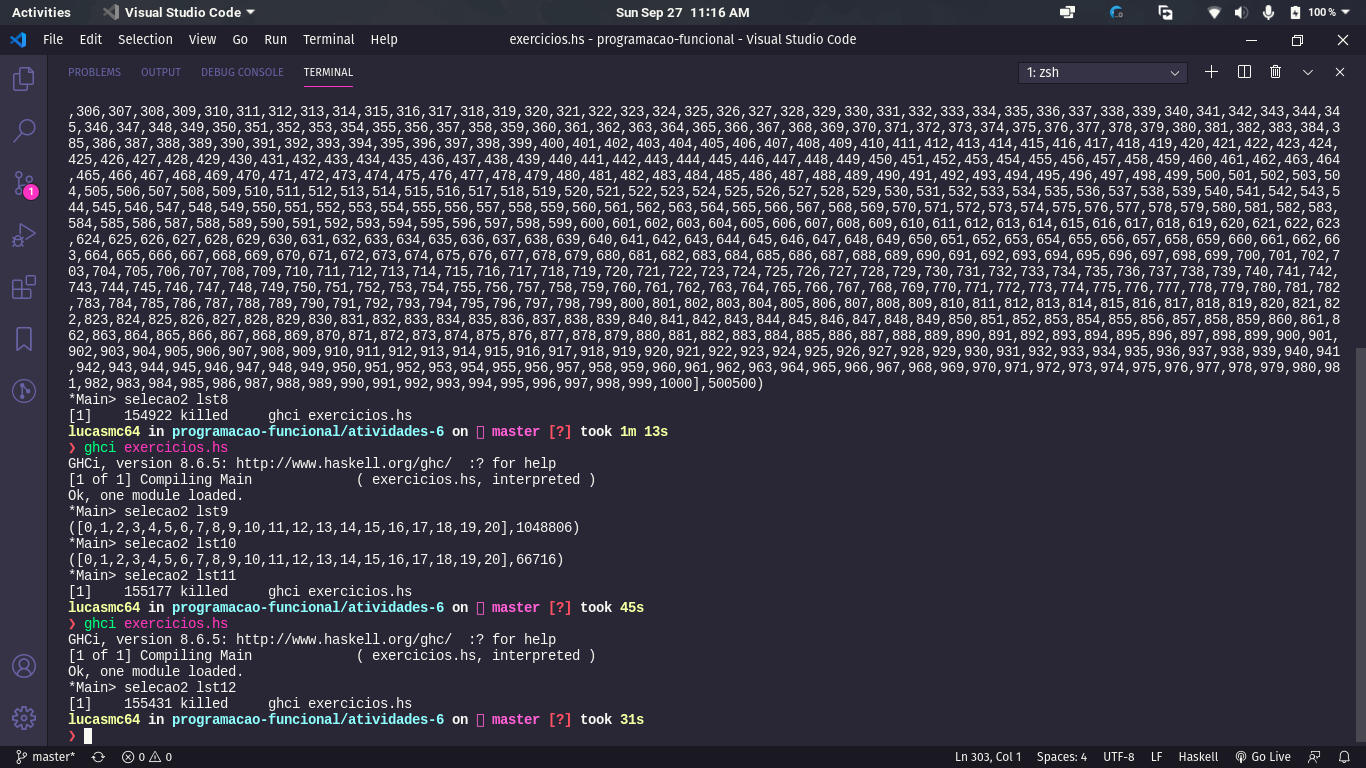 Activities
Visual Studio Code
Sun Sep 27 11:16 AM
100 %
File Edit Selection View Go Run Terminal Help
exercicios.hs - programacao-funcional - Visual Studio Code
PROBLEMS OUTPUT DEBUG CONSOLE TERMINAL
1: zsh
,306,307,308,309,310,311,312,313,314,315,316,317,318,319,320,321,322,323,324,325,326,327,328,329,330,331,332,333,334,335,336,337,338,339,340,341,342,343,344,34
5,346,347,348,349,350,351,352,353,354,355,356,357,358,359,360,361,362,363,364,365,366,367,368,369,370,371,372,373,374,375,376,377,378,379,380,381,382,383,384,3
85,386,387,388,389,390,391,392,393,394,395,396,397,398,399,400,401,402,403,404,405,406,407,408,409,410,411,412,413,414,415,416,417,418,419,420,421,422,423,424,
425,426,427,428,429,430,431,432,433,434,435,436,437,438,439,440,441,442,443,444,445,446,447,448,449,450,451,452,453,454,455,456,457,458,459,460,461,462,463,464
,465,466,467,468,469,470,471,472,473,474,475,476,477,478,479,480,481,482,483,484,485,486,487,488,489,490,491,492,493,494,495,496,497,498,499,500,501,502,503,50
4,505,506,507,508,509,510,511,512,513,514,515,516,517,518,519,520,521,522,523,524,525,526,527,528,529,530,531,532,533,534,535,536,537,538,539,540,541,542,543,5
44,545,546,547,548,549,550,551,552,553,554,555,556,557,558,559,560,561,562,563,564,565,566,567,568,569,570,571,572,573,574,575,576,577,578,579,580,581,582,583,
584,585,586,587,588,589,590,591,592,593,594,595,596,597,598,599,600,601,602,603,604,605,606,607,608,609,610,611,612,613,614,615,616,617,618,619,620,621,622,623
,624,625,626,627,628,629,630,631,632,633,634,635,636,637,638,639,640,641,642,643,644,645,646,647,648,649,650,651,652,653,654,655,656,657,658,659,660,661,662,66
3,664,665,666,667,668,669,670,671,672,673,674,675,676,677,678,679,680,681,682,683,684,685,686,687,688,689,690,691,692,693,694,695,696,697,698,699,700,701,702,7
03,704,705,706,707,708,709,710,711,712,713,714,715,716,717,718,719,720,721,722,723,724,725,726,727,728,729,730,731,732,733,734,735,736,737,738,739,740,741,742,
743,744,745,746,747,748,749,750,751,752,753,754,755,756,757,758,759,760,761,762,763,764,765,766,767,768,769,770,771,772,773,774,775,776,777,778,779,780,781,782
,783,784,785,786,787,788,789,790,791,792,793,794,795,796,797,798,799,800,801,802,803,804,805,806,807,808,809,810,811,812,813,814,815,816,817,818,819,820,821,82
2,823,824,825,826,827,828,829,830,831,832,833,834,835,836,837,838,839,840,841,842,843,844,845,846,847,848,849,850,851,852,853,854,855,856,857,858,859,860,861,8
62,863,864,865,866,867,868,869,870,871,872,873,874,875,876,877,878,879,880,881,882,883,884,885,886,887,888,889,890,891,892,893,894,895,896,897,898,899,900,901,
902,903,904,905,906,907,908,909,910,911,912,913,914,915,916,917,918,919,920,921,922,923,924,925,926,927,928,929,930,931,932,933,934,935,936,937,938,939,940,941
,942,943,944,945,946,947,948,949,950,951,952,953,954,955,956,957,958,959,960,961,962,963,964,965,966,967,968,969,970,971,972,973,974,975,976,977,978,979,980,98
1,982,983,984,985,986,987,988,989,990,991,992,993,994,995,996,997,998,999,1000],500500)
*Main> selecao2 lst8
[1]    154922 killed     ghci exercicios.hs
lucasmc64 in programacao-funcional/atividades-6 on master [?] took 1m 13s
❯ ghci exercicios.hs
GHCi, version 8.6.5: http://www.haskell.org/ghc/  :? for help
[1 of 1] Compiling Main             ( exercicios.hs, interpreted )
Ok, one module loaded.
*Main> selecao2 lst9
([0,1,2,3,4,5,6,7,8,9,10,11,12,13,14,15,16,17,18,19,20],1048806)
*Main> selecao2 lst10
([0,1,2,3,4,5,6,7,8,9,10,11,12,13,14,15,16,17,18,19,20],66716)
*Main> selecao2 lst11
[1]    155177 killed     ghci exercicios.hs
lucasmc64 in programacao-funcional/atividades-6 on master [?] took 45s
❯ ghci exercicios.hs
GHCi, version 8.6.5: http://www.haskell.org/ghc/  :? for help
[1 of 1] Compiling Main             ( exercicios.hs, interpreted )
Ok, one module loaded.
*Main> selecao2 lst12
[1]    155431 killed     ghci exercicios.hs
lucasmc64 in programacao-funcional/atividades-6 on master [?] took 31s
❯
1
master* 0 0
Ln 303, Col 1 Spaces: 4 UTF-8 LF Haskell Go Live